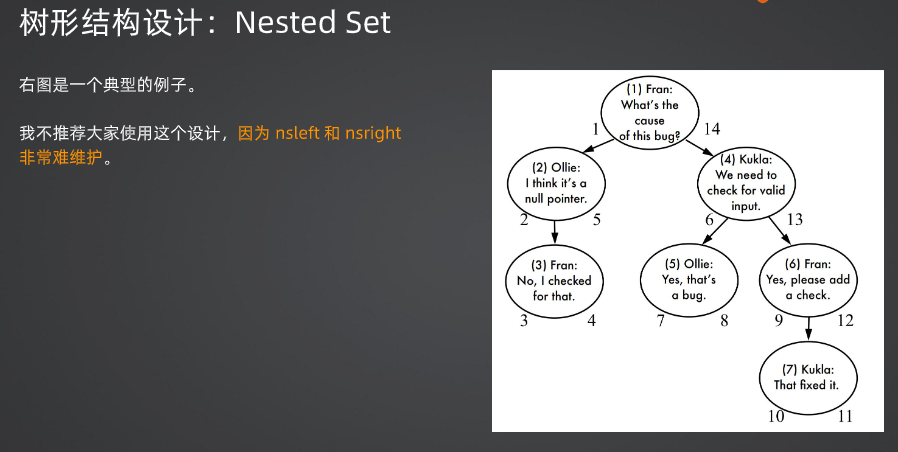 树形结构设计：Nested Set
右图是一个典型的例子。
我不推荐大家使用这个设计，因为 nsleft 和 nsright
非常难维护。
(1) Fran:
What's the
cause
of this bug?
1
14
(2) Ollie:
I think it's a
null pointer.
2
5
(4) Kukla:
We need to
check for valid
input.
6
13
(3) Fran:
No, I checked
for that.
3
4
(5) Ollie:
Yes, that's
a bug.
7
8
(6) Fran:
Yes, please add
a check.
9
12
(7) Kukla:
That fixed it.
10
11